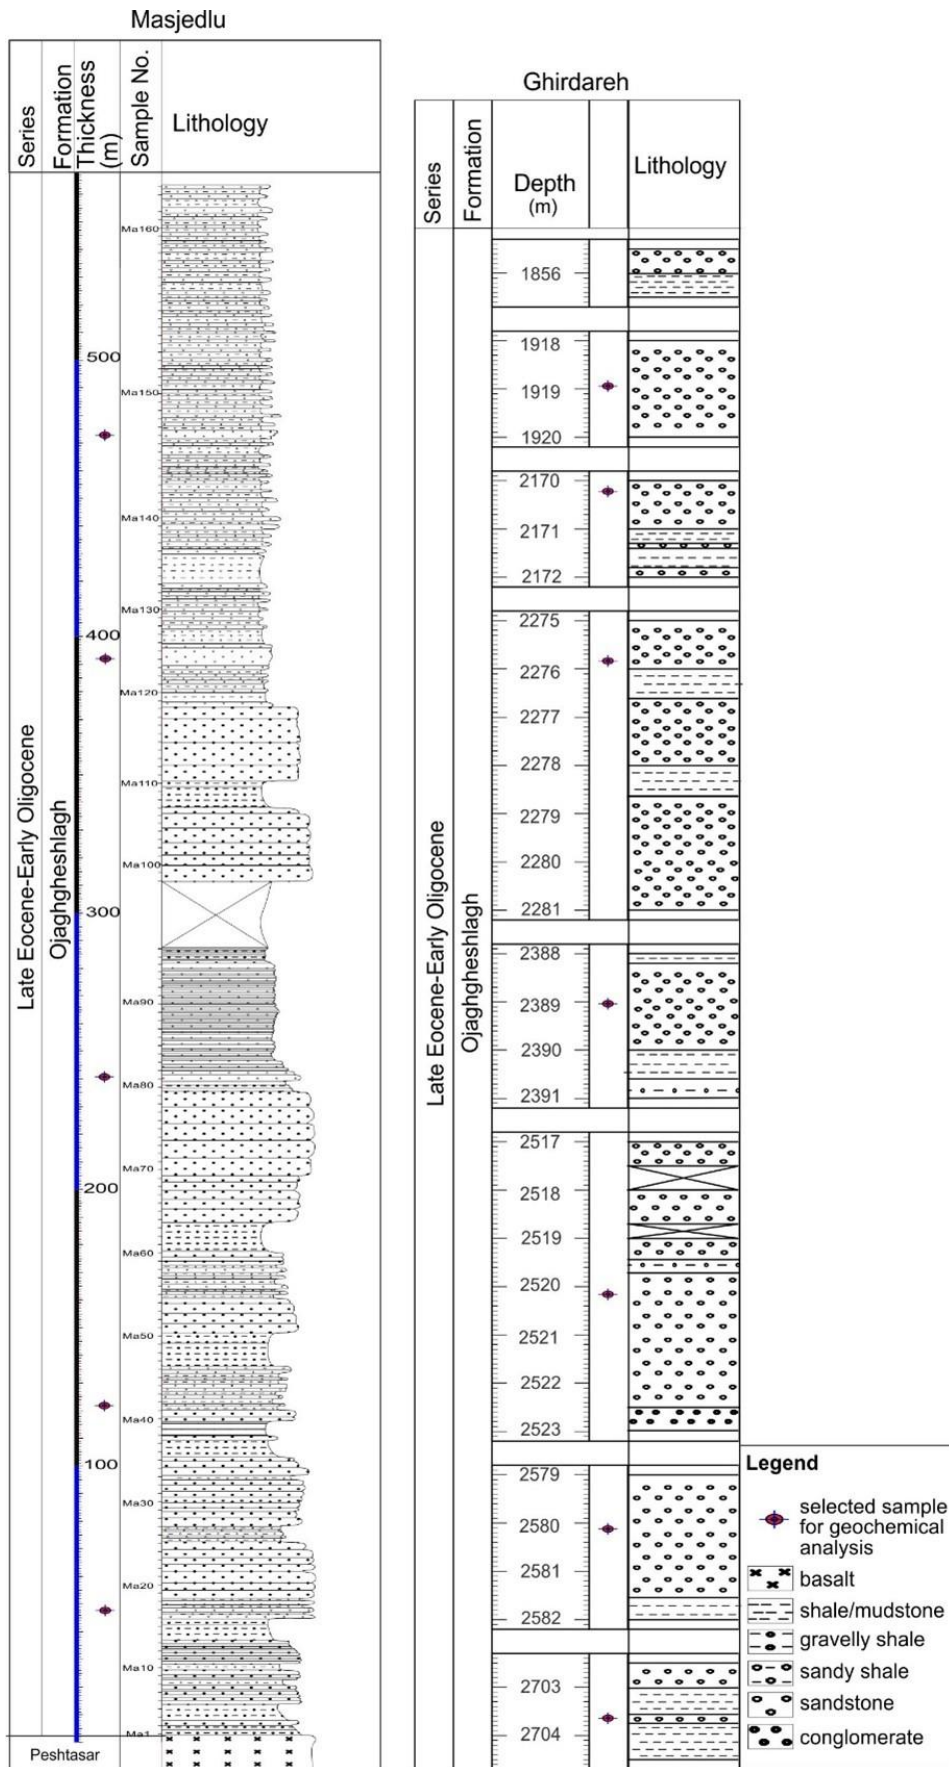 Masjedlu
Series
Formation
Thickness
(m)
Sample No.
Lithology
Ma160
500
Ma150
Ma140
Ma130
400
Ma120
Ma110
Ma100
300
Ma90
Ma80
Ma70
200
Ma60
Ma50
Ma40
100
Ma30
Ma20
Ma10
Ma1
Late Eocene-Early Oligocene
Ojaghgheshlagh
Peshtasar
Ghirdareh
Series
Formation
Depth
(m)
Lithology
1856
1918
1919
1920
2170
2171
2172
2275
2276
2277
2278
2279
2280
2281
2388
2389
2390
2391
2517
2518
2519
2520
2521
2522
2523
2579
2580
2581
2582
2703
2704
Late Eocene-Early Oligocene
Ojaghgheshlagh
Legend
selected sample
for geochemical
analysis
basalt
shale/mudstone
gravelly shale
sandy shale
sandstone
conglomerate